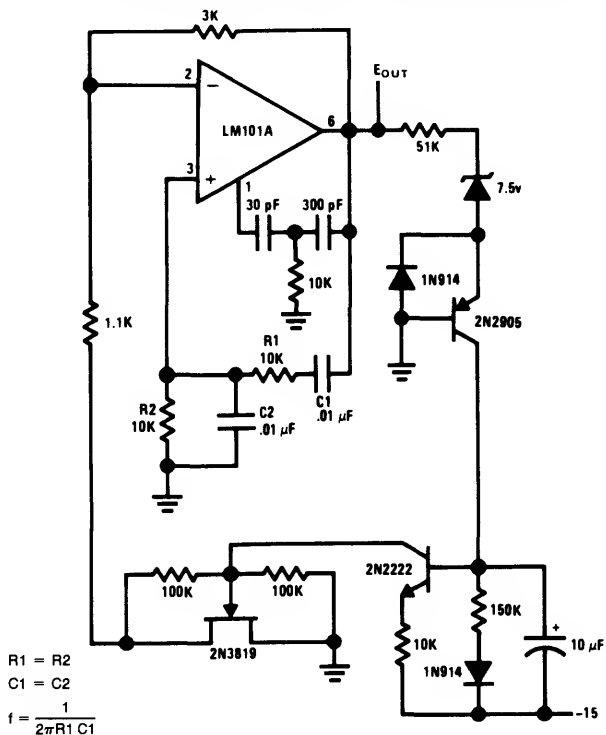 3K
EOUT
2
−
LM101A
6
51K
3
+
1
7.5v
30 pF
300 pF
1N914
10K
2N2905
1.1K
R1
10K
C1
.01 μF
R2
10K
C2
.01 μF
2N2222
100K
100K
150K
+
10K
10 μF
2N3819
1N914
R1 = R2
C1 = C2
f = 1 / 2πR1 C1
−15